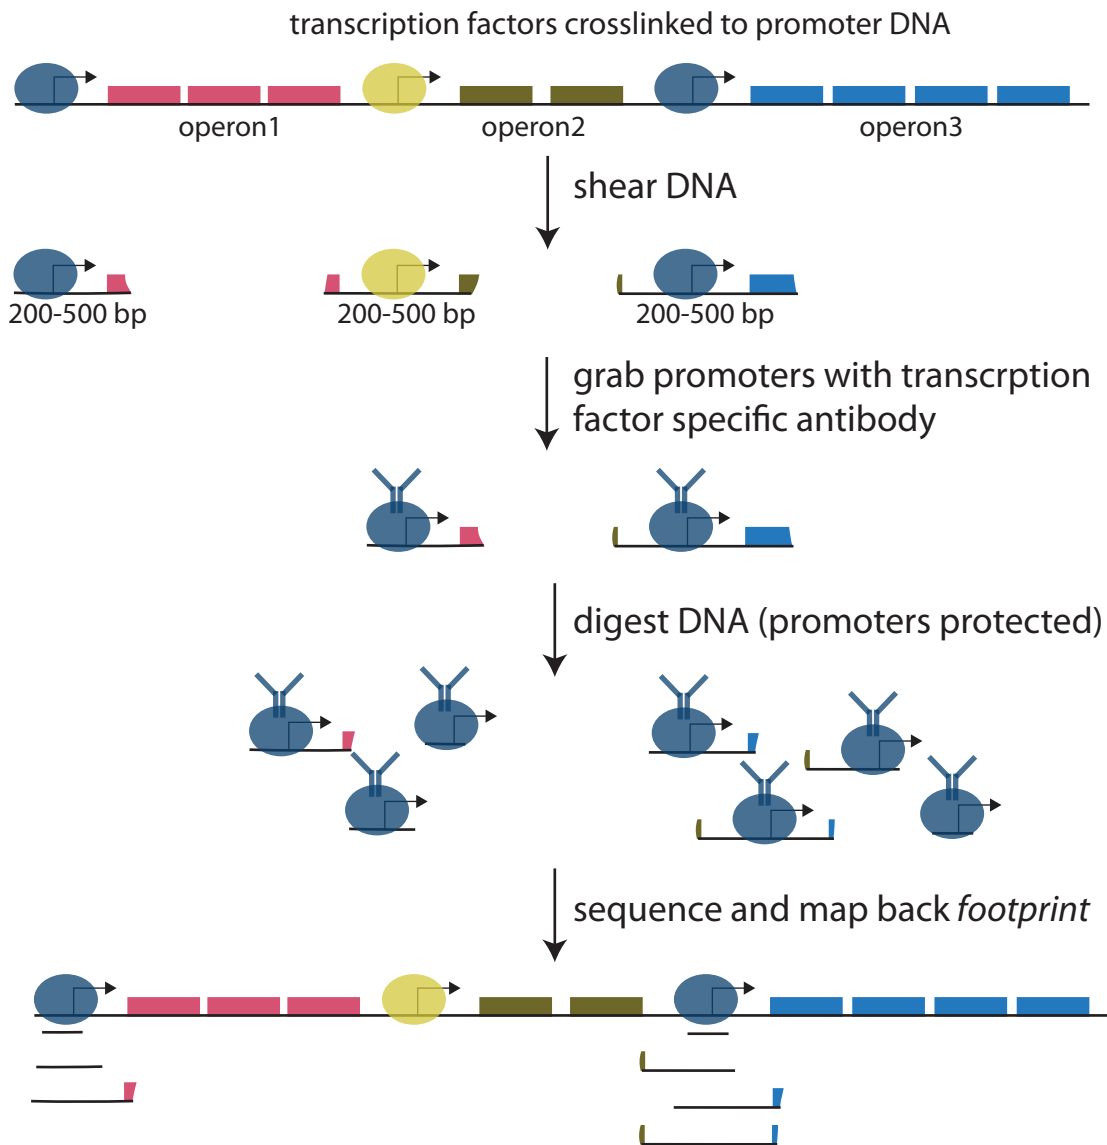 transcription factors crosslinked to promoter DNA
operon1 operon2 operon3
shear DNA
200-500 bp 200-500 bp 200-500 bp
grab promoters with transcrption
factor specific antibody
digest DNA (promoters protected)
sequence and map back footprint